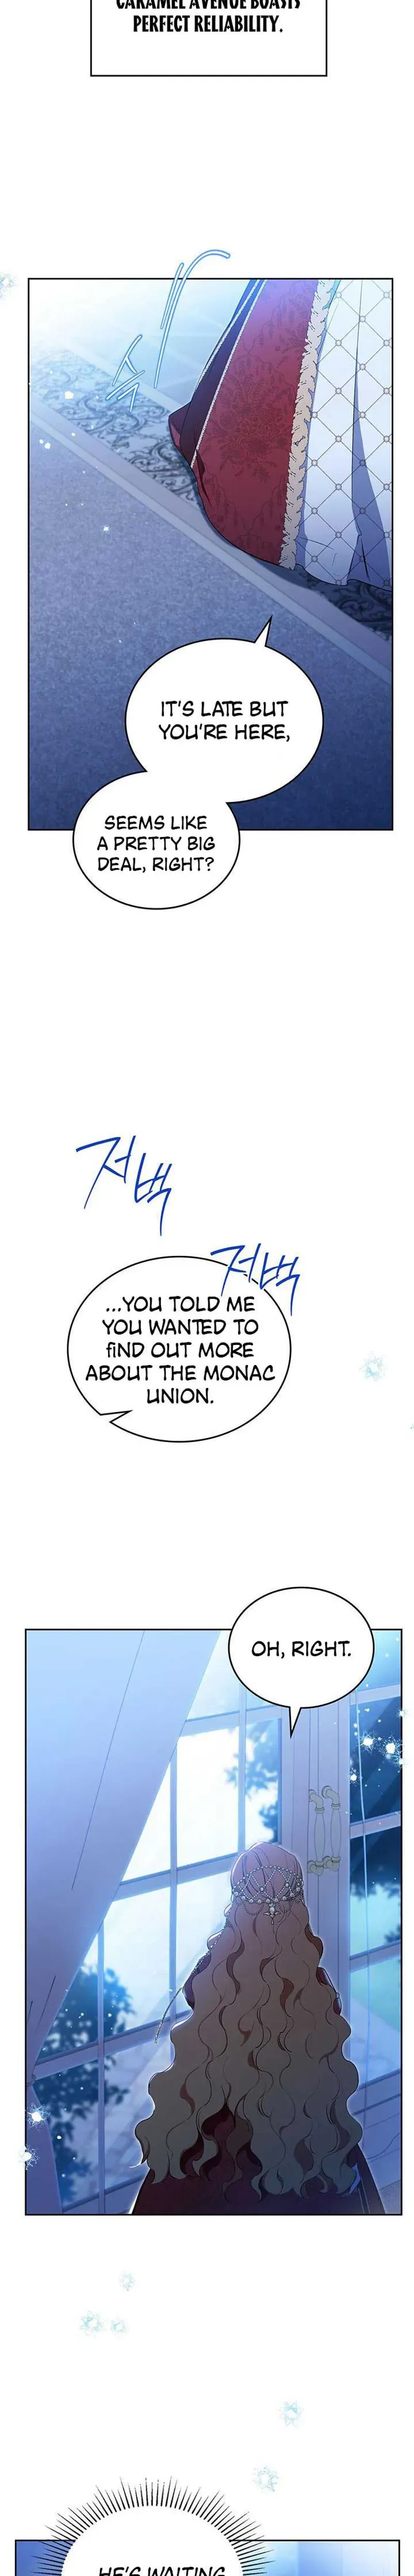 CARAMEL AVENUE BOASTS
PERFECT RELIABILITY.
IT'S LATE BUT
YOU'RE HERE,
SEEMS LIKE
A PRETTY BIG
DEAL, RIGHT?
저벅
저벅
...YOU TOLD ME
YOU WANTED TO
fiND OUT MORE
ABOUT THE MONAC
UNION.
OH, RIGHT.
HE'S WAITING